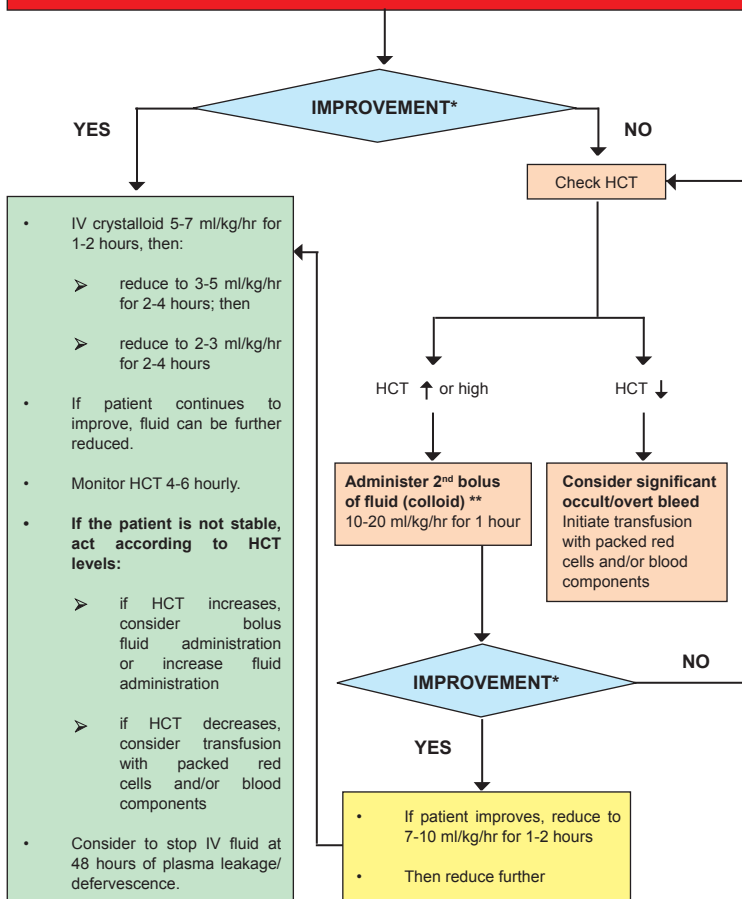 IMPROVEMENT*
YES
NO
Check HCT
• IV crystalloid 5-7 ml/kg/hr for
1-2 hours, then:
➢ reduce to 3-5 ml/kg/hr
for 2-4 hours; then
➢ reduce to 2-3 ml/kg/hr
for 2-4 hours
• If patient continues to
improve, fluid can be further
reduced.
• Monitor HCT 4-6 hourly.
• If the patient is not stable,
act according to HCT
levels:
➢ if HCT increases,
consider bolus
fluid administration
or increase fluid
administration
➢ if HCT decreases,
consider transfusion
with packed red
cells and/or blood
components
• Consider to stop IV fluid at
48 hours of plasma leakage/
defervescence.
HCT ↑ or high
HCT ↓
Administer 2nd bolus
of fluid (colloid) **
10-20 ml/kg/hr for 1 hour
Consider significant
occult/overt bleed
Initiate transfusion
with packed red
cells and/or blood
components
IMPROVEMENT*
NO
YES
• If patient improves, reduce to
7-10 ml/kg/hr for 1-2 hours
• Then reduce further